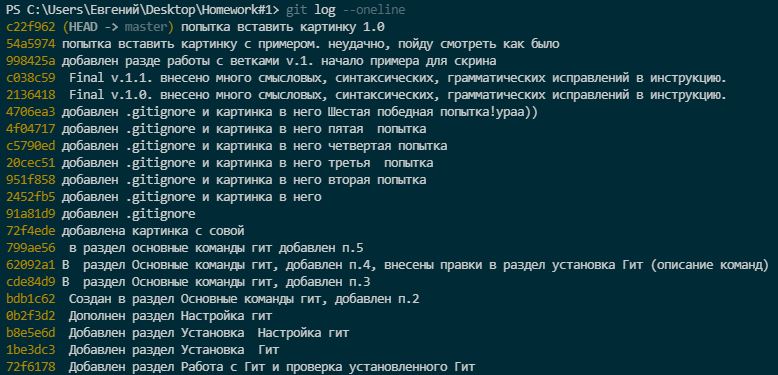 PS C:\Users\Евгений\Desktop\Homework#1> git log --oneline
c22f962 (HEAD -> master) попытка вставить картинку 1.0
54a5974 попытка вставить картинку с примером. неудачно, пойду смотреть как было
998425a добавлен разде работы с ветками v.1. начало примера для скрина
c038c59  Final v.1.1. внесено много смысловых, синтаксических, грамматических исправлений в инструкцию.
2136418  Final v.1.0. внесено много смысловых, синтаксических, грамматических исправлений в инструкцию.
4706ea3 добавлен .gitignore и картинка в него Шестая победная попытка!ураа))
4f04717 добавлен .gitignore и картинка в него пятая  попытка
c5790ed добавлен .gitignore и картинка в него четвертая попытка
20cec51 добавлен .gitignore и картинка в него третья  попытка
951f858 добавлен .gitignore и картинка в него вторая попытка
2452fb5 добавлен .gitignore и картинка в него
91a81d9 добавлен .gitignore
72f4ede добавлена картинка с совой
799ae56  в раздел основные команды гит добавлен п.5
62092a1 В  раздел Основные команды гит, добавлен п.4, внесены правки в раздел установка Гит (описание команд)
cde84d9 В  раздел Основные команды гит, добавлен п.3
bdb1c62  Создан в раздел Основные команды гит, добавлен п.2
0b2f3d2  Дополнен раздел Настройка гит
b8e5e6d  Добавлен раздел Установка  Настройка гит
1be3dc3  Добавлен раздел Установка  Гит
72f6178  Добавлен раздел Работа с Гит и проверка установленного Гит